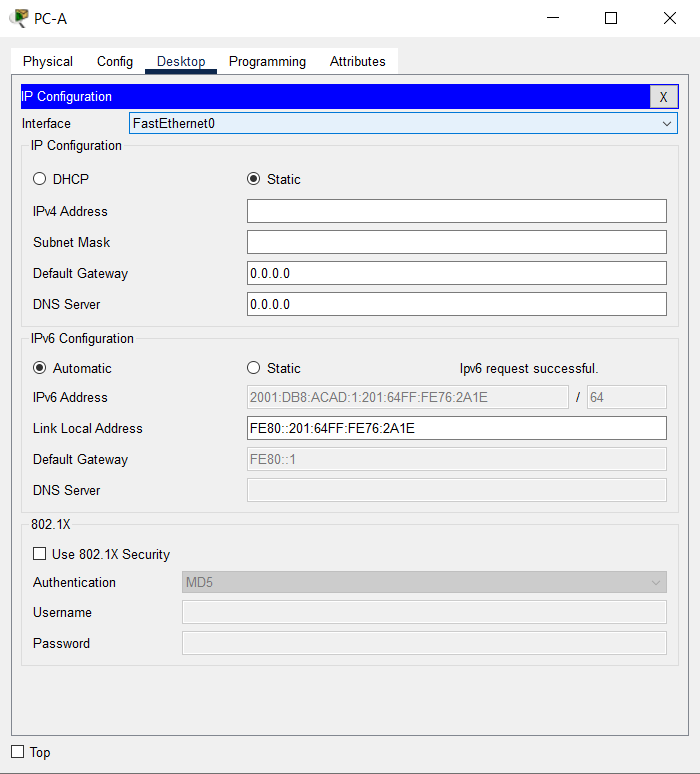 PC-A
Physical Config Desktop Programming Attributes
IP Configuration X
Interface FastEthernet0
IP Configuration
DHCP Static
IPv4 Address
Subnet Mask
Default Gateway 0.0.0.0
DNS Server 0.0.0.0
IPv6 Configuration
Automatic Static Ipv6 request successful.
IPv6 Address 2001:DB8:ACAD:1:201:64FF:FE76:2A1E / 64
Link Local Address FE80::201:64FF:FE76:2A1E
Default Gateway FE80::1
DNS Server
802.1X
Use 802.1X Security
Authentication MD5
Username
Password
Top